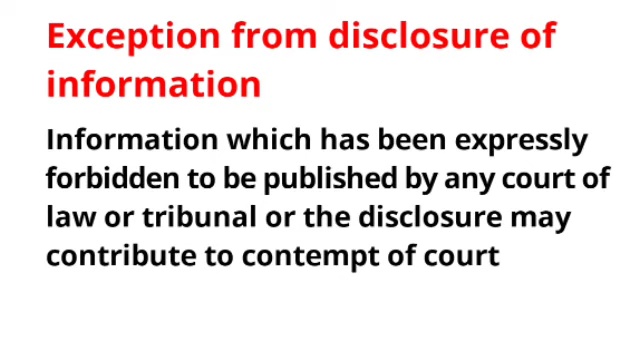 Exception from disclosure of
information
Information which has been expressly
forbidden to be published by any court of
law or tribunal or the disclosure may
contribute to contempt of court